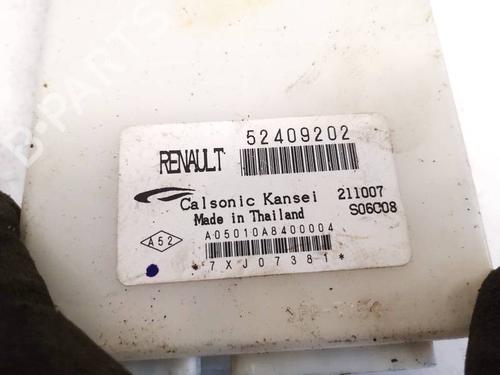 B-PARTS
RENAULT
52409202
Calsonic Kansei 211007
Made in Thailand S06C08
A52
A05010A8400004
*7XJ07381*